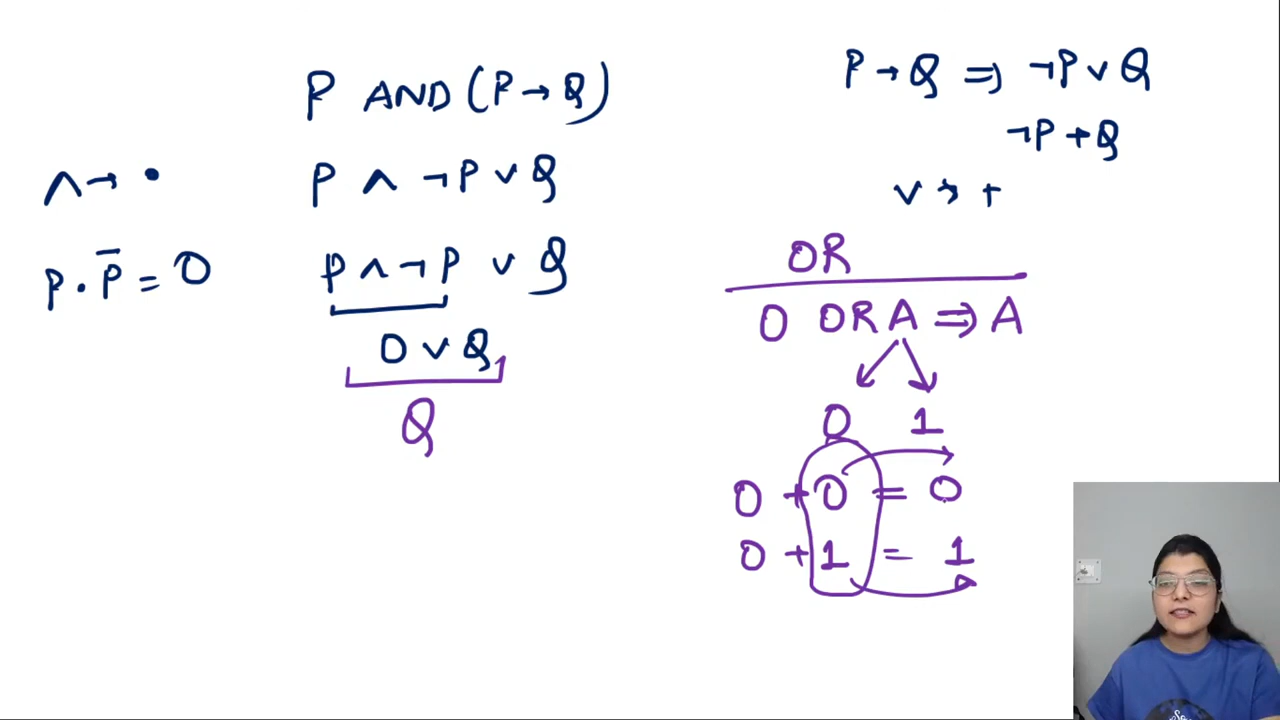 P AND (P → Q)
P ∧ ¬P ∨ Q
P ∧ ¬P ∨ Q
0 ∨ Q
Q
∧ → •
P . P̅ = 0
P → Q ⇒ ¬P ∨ Q
¬P + Q
∨ → +
OR
0 OR A ⇒ A
0 1
0 + 0 = 0
0 + 1 = 1